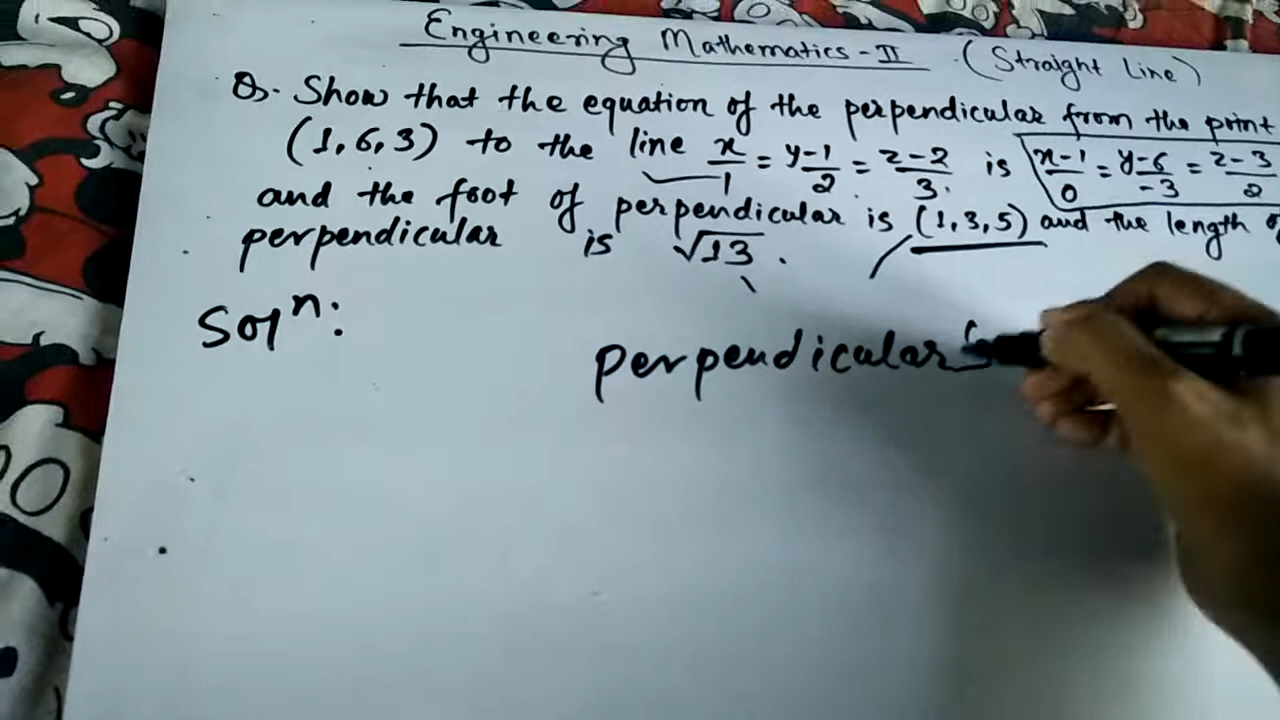 Engineering Mathematics-II (Straight Line)
Q. Show that the equation of the perpendicular from the print
(1,6,3) to the line x/1 = y-1/2 = z-2/3. is x-1/0 = y-6/-3 = z-3/2
and the foot of perpendicular is (1,3,5) and the length of
perpendicular is √13.
Solⁿ:
perpendicular